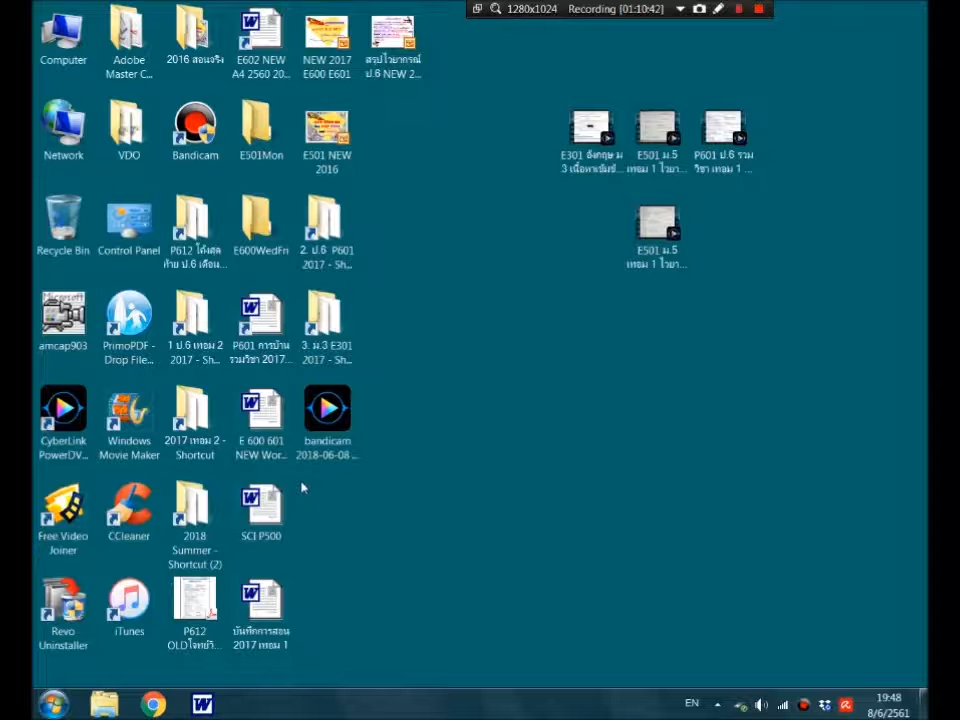 1280x1024 Recording [01:10:42]
Computer
Adobe
Master C...
2016 สอนจริง
E602 NEW
A4 2560 20...
NEW 2017
E600 E601
สรุปไวยากรณ์
ป.6 NEW 2...
Network
VDO
Bandicam
E501Mon
E501 NEW
2016
E301 อังกฤษ ม
3 เนื้อหาเข้มข้...
E501 ม.5
เทอม 1 ไวยา...
P601 ป.6 รวม
วิชา เทอม 1 ...
Recycle Bin
Control Panel
P612 โค้งสุด
ท้าย ป.6 เดือน...
E600WedFri
2. ป.6 P601
2017 - Sh...
E501 ม.5
เทอม 1 ไวยา...
amcap903
PrimoPDF -
Drop File...
1 ป.6 เทอม 2
2017 - Sh...
P601 การบ้าน
รวมวิชา 2017...
3. ม.3 E301
2017 - Sh...
CyberLink
PowerDV...
Windows
Movie Maker
2017 เทอม 2 -
Shortcut
E 600 601
NEW Wor...
bandicam
2018-06-08 ...
Free Video
Joiner
CCleaner
2018
Summer -
Shortcut (2)
SCI P500
Revo
Uninstaller
iTunes
P612
OLDโจทย์วิ...
บันทึกการสอน
2017 เทอม 1
EN
19:48
8/6/2561